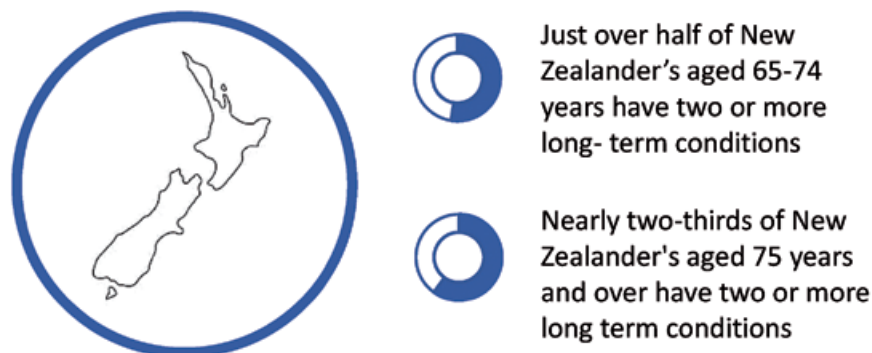 Just over half of New
Zealander’s aged 65-74
years have two or more
long- term conditions
Nearly two-thirds of New
Zealander's aged 75 years
and over have two or more
long term conditions